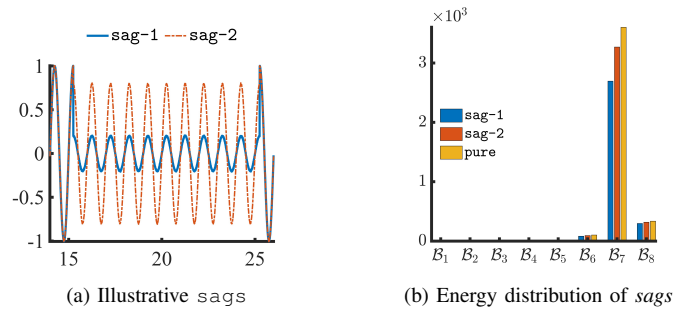 sag-1 sag-2
1
0.5
0
-0.5
-1
15 20 25
(a) Illustrative sags
×10³
3
2
1
0
sag-1
sag-2
pure
B₁ B₂ B₃ B₄ B₅ B₆ B₇ B₈
(b) Energy distribution of sags